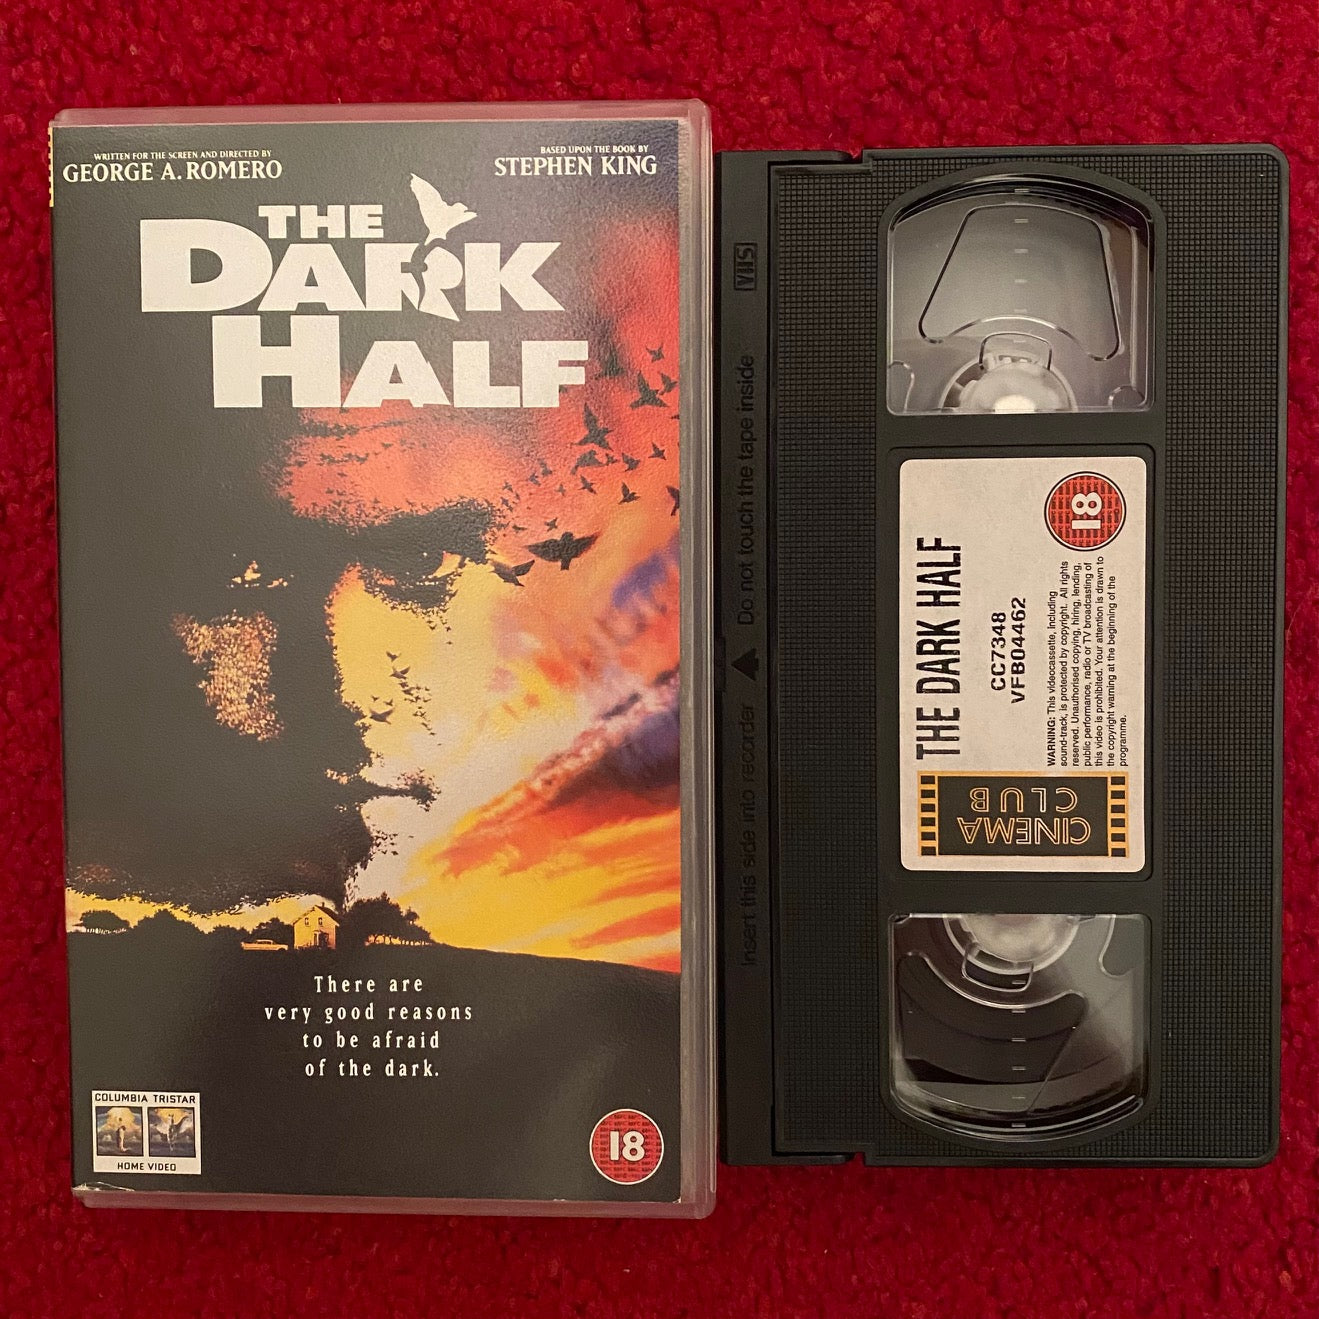 WRITTEN FOR THE SCREEN AND DIRECTED BY
GEORGE A. ROMERO
BASED UPON THE BOOK BY
STEPHEN KING
THE
DARK
HALF
There are
very good reasons
to be afraid
of the dark.
COLUMBIA TRISTAR
HOME VIDEO
18
VHS
Insert this side into recorder
Do not touch the tape inside
THE DARK HALF
CC7348
VFB04462
18
WARNING: This videocassette, including
sound-track, is protected by copyright. All rights
reserved. Unauthorised copying, hiring, lending,
public performance, radio or TV broadcasting of
this video is prohibited. Your attention is drawn to
the copyright warning at the beginning of the
programme.
CINEMA
CLUB